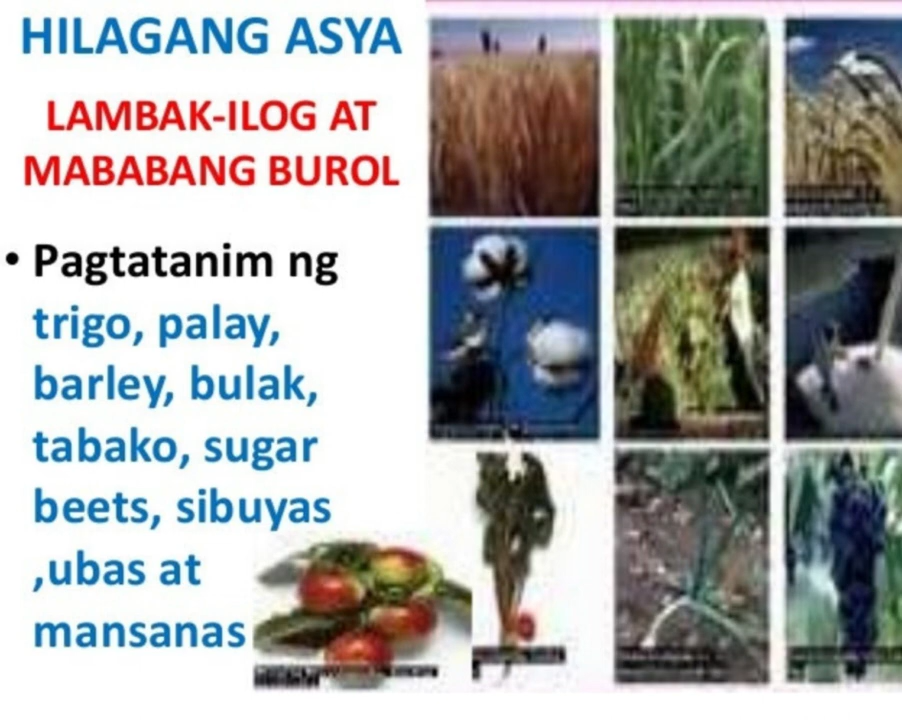 HILAGANG ASYA
LAMBAK-ILOG AT
MABABANG BUROL
• Pagtatanim ng
trigo, palay,
barley, bulak,
tabako, sugar
beets, sibuyas
,ubas at
mansanas